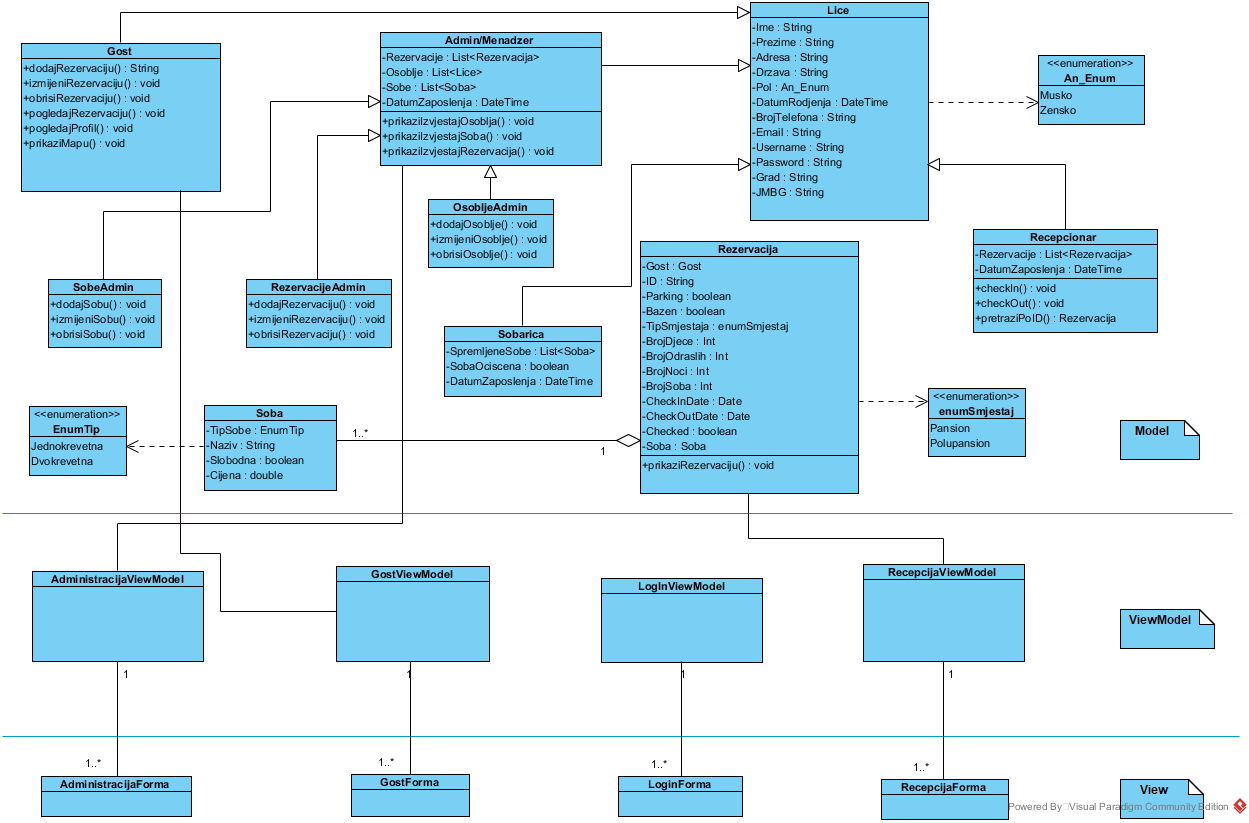 Lice
-Ime : String
-Prezime : String
-Adresa : String
-Drzava : String
-Pol : An_Enum
-DatumRodjenja : DateTime
-BrojTelefona : String
-Email : String
-Username : String
-Password : String
-Grad : String
-JMBG : String
Gost
+dodajRezervaciju() : String
+izmijeniRezervaciju() : void
+obrisiRezervaciju() : void
+pogledajRezervaciju() : void
+pogledajProfil() : void
+prikaziMapu() : void
Admin/Menadzer
-Rezervacije : List<Rezervacija>
-Osoblje : List<Lice>
-Sobe : List<Soba>
-DatumZaposlenja : DateTime
+prikaziIzvjestajOsoblja() : void
+prikaziIzvjestajSoba() : void
+prikaziIzvjestajRezervacija() : void
<<enumeration>>
An_Enum
Musko
Zensko
OsobljeAdmin
+dodajOsoblje() : void
+izmijeniOsoblje() : void
+obrisiOsoblje() : void
Recepcionar
-Rezervacije : List<Rezervacija>
-DatumZaposlenja : DateTime
+checkIn() : void
+checkOut() : void
+pretraziPoID() : Rezervacija
Rezervacija
-Gost : Gost
-ID : String
-Parking : boolean
-Bazen : boolean
-TipSmjestaja : enumSmjestaj
-BrojDjece : Int
-BrojOdraslih : Int
-BrojNoci : Int
-BrojSoba : Int
-CheckInDate : Date
-CheckOutDate : Date
-Checked : boolean
-Soba : Soba
+prikaziRezervaciju() : void
SobeAdmin
+dodajSobu() : void
+izmijeniSobu() : void
+obrisiSobu() : void
RezervacijeAdmin
+dodajRezervaciju() : void
+izmijeniRezervaciju() : void
+obrisiRezervaciju() : void
Sobarica
-SpremljeneSobe : List<Soba>
-SobaOciscena : boolean
-DatumZaposlenja : DateTime
<<enumeration>>
EnumTip
Jednokrevetna
Dvokrevetna
Soba
-TipSobe : EnumTip
-Naziv : String
-Slobodna : boolean
-Cijena : double
1..*
1
<<enumeration>>
enumSmjestaj
Pansion
Polupansion
Model
AdministracijaViewModel
GostViewModel
LogInViewModel
RecepcijaViewModel
ViewModel
1
1
1
1
1..*
1..*
1..*
1..*
AdministracijaForma
GostForma
LoginForma
RecepcijaForma
View
Powered By Visual Paradigm Community Edition